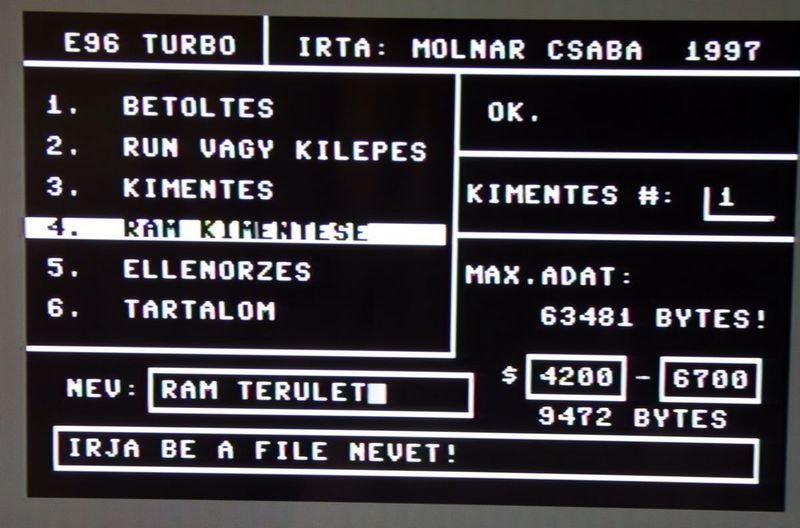 E96 TURBO
IRTA: MOLNAR CSABA 1997
1. BETOLTES
2. RUN VAGY KILEPES
3. KIMENTES
4. RAM KIMENTESE
5. ELLENORZES
6. TARTALOM
OK.
KIMENTES #: 1
MAX.ADAT:
63481 BYTES!
$ 4200 - 6700
9472 BYTES
NEV: RAM TERULET
IRJA BE A FILE NEVET!